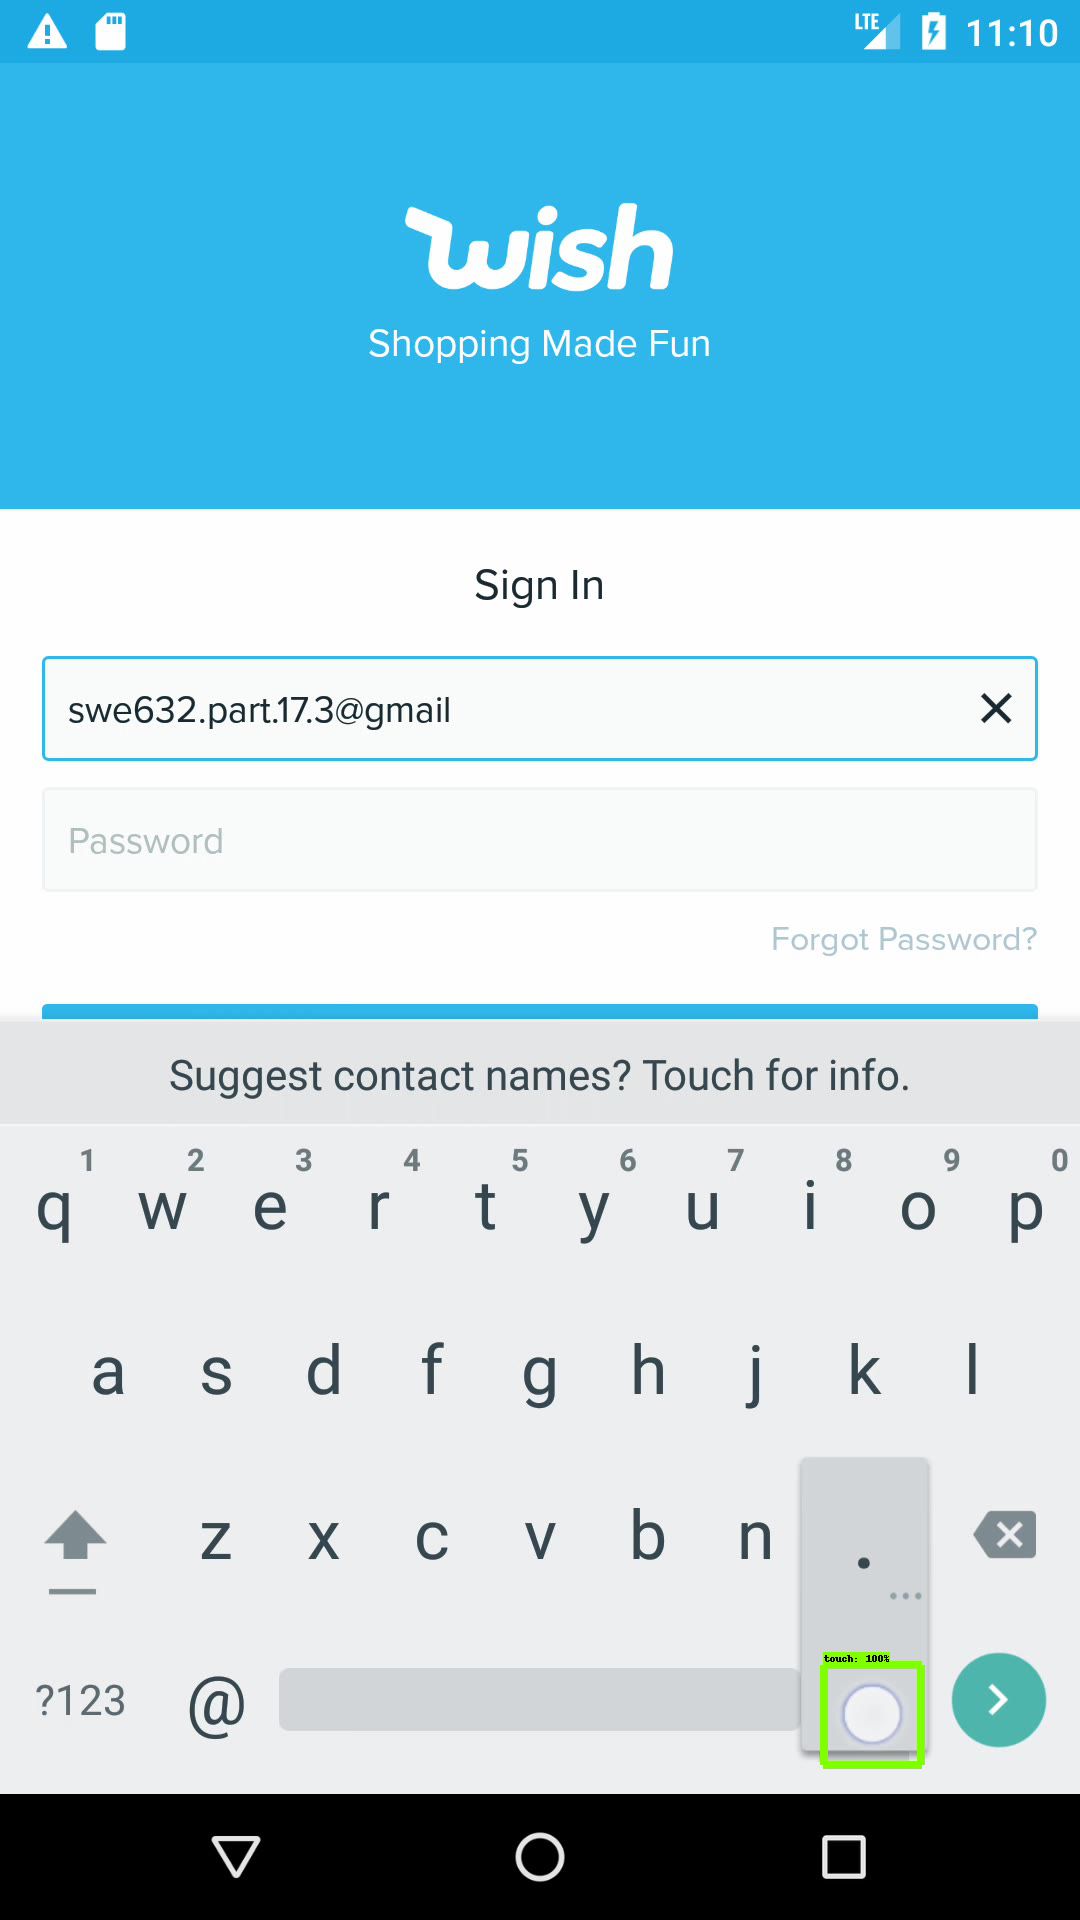 LTE 11:10
wish
Shopping Made Fun
Sign In
swe632.part.17.3@gmail
Password
Forgot Password?
Suggest contact names? Touch for info.
1 2 3 4 5 6 7 8 9 0
q w e r t y u i o p
a s d f g h j k l
z x c v b n .
touch: 100%
?123 @